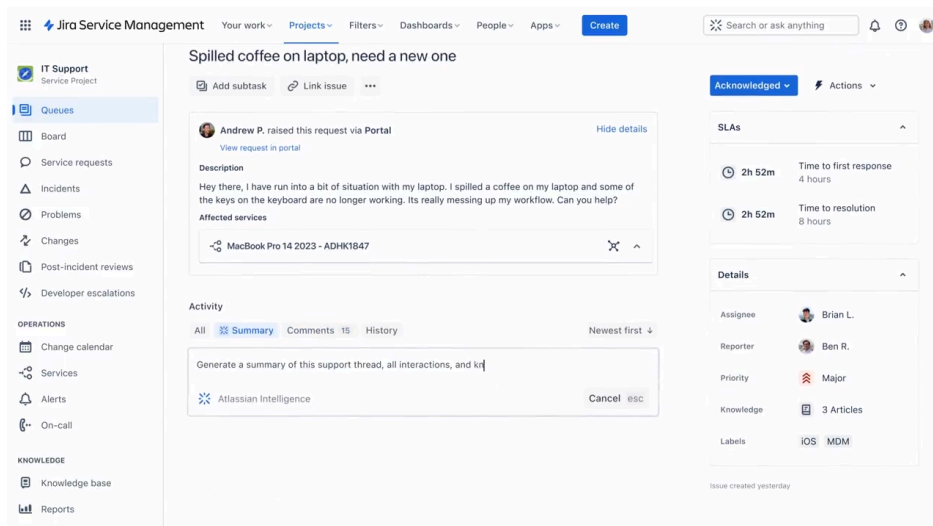 Jira Service Management
Your work
Projects
Filters
Dashboards
People
Apps
Create
Search or ask anything
IT Support
Service Project
Queues
Board
Service requests
Incidents
Problems
Changes
Post-incident reviews
Developer escalations
OPERATIONS
Change calendar
Services
Alerts
On-call
KNOWLEDGE
Knowledge base
Reports
Spilled coffee on laptop, need a new one
Add subtask
Link issue
Andrew P. raised this request via Portal
Hide details
View request in portal
Description
Hey there, I have run into a bit of situation with my laptop. I spilled a coffee on my laptop and some of
the keys on the keyboard are no longer working. Its really messing up my workflow. Can you help?
Affected services
MacBook Pro 14 2023 - ADHK1847
Activity
All
Summary
Comments 15
History
Newest first
Generate a summary of this support thread, all interactions, and kn
Atlassian Intelligence
Cancel esc
Acknowledged
Actions
SLAs
2h 52m
Time to first response
4 hours
2h 52m
Time to resolution
8 hours
Details
Assignee
Brian L.
Reporter
Ben R.
Priority
Major
Knowledge
3 Articles
Labels
iOS MDM
Issue created yesterday